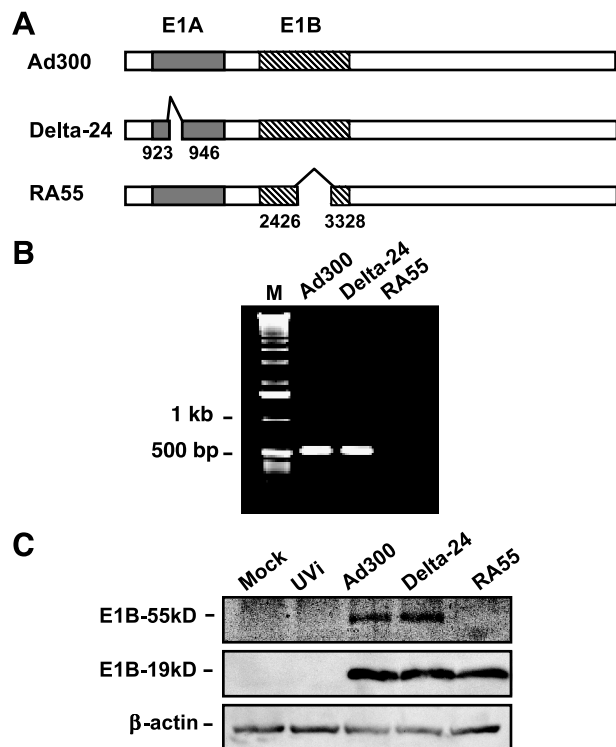 A
E1A E1B
Ad300
Delta-24
923 946
RA55
2426 3328
B
M Ad300 Delta-24 RA55
1 kb
500 bp
C
Mock UVi Ad300 Delta-24 RA55
E1B-55kD
E1B-19kD
β-actin